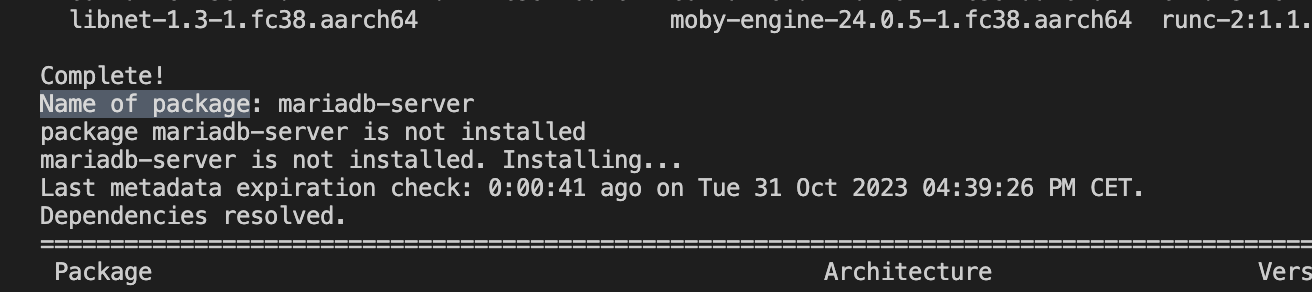 libnet-1.3-1.fc38.aarch64 moby-engine-24.0.5-1.fc38.aarch64 runc-2:1.1.
Complete!
Name of package: mariadb-server
package mariadb-server is not installed
mariadb-server is not installed. Installing...
Last metadata expiration check: 0:00:41 ago on Tue 31 Oct 2023 04:39:26 PM CET.
Dependencies resolved.
================================================================================
Package Architecture Vers